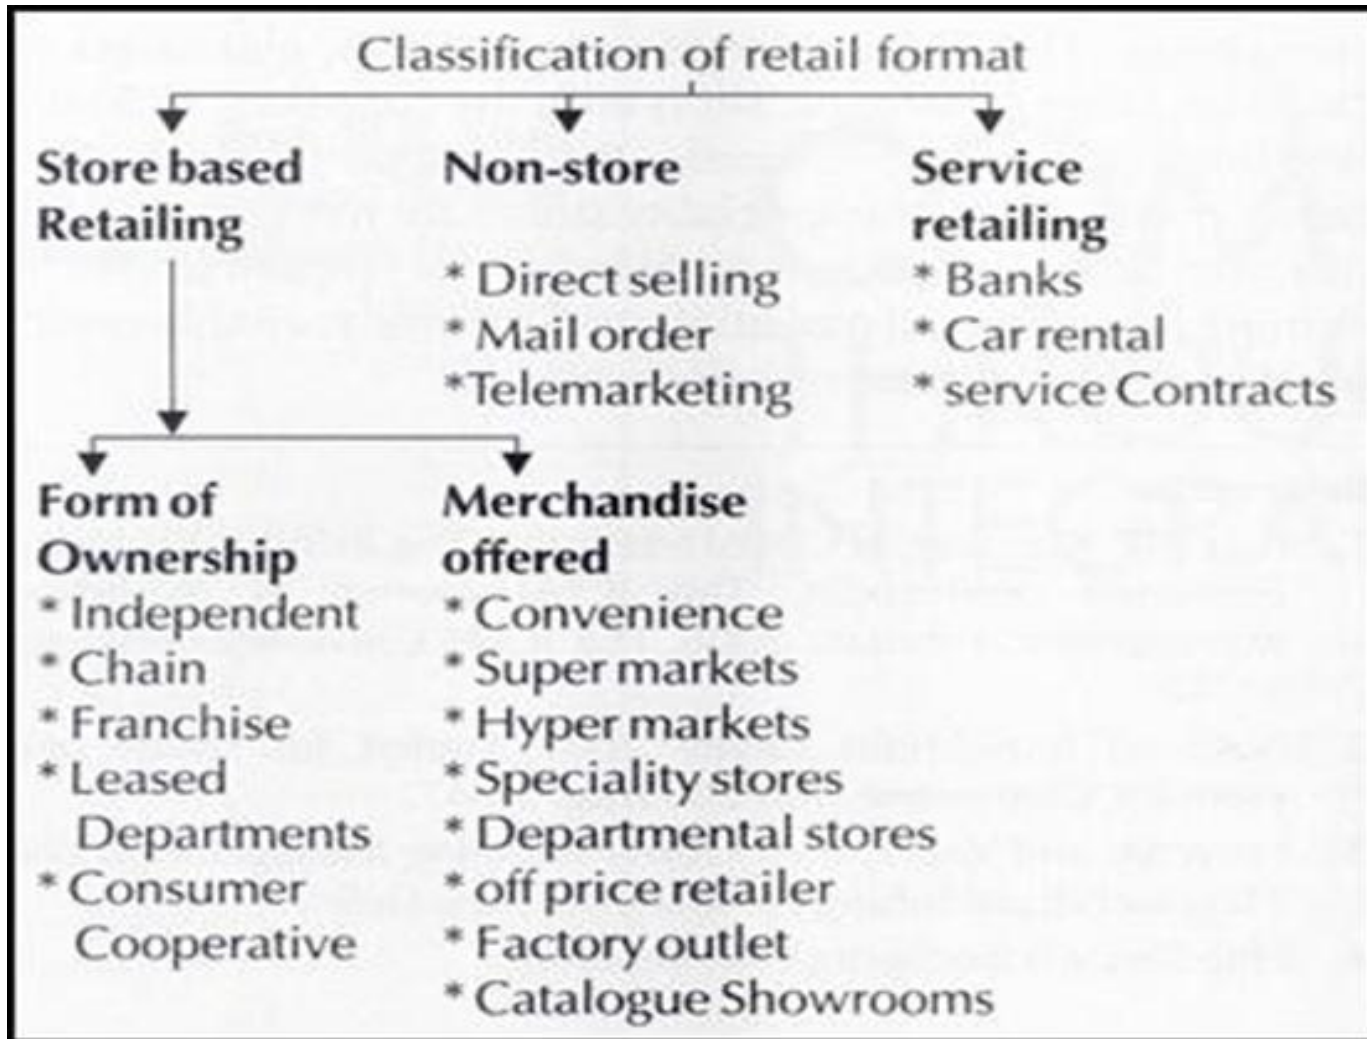 Classification of retail format
Store based
Retailing
Non-store
* Direct selling
* Mail order
*Telemarketing
Service
retailing
* Banks
* Car rental
* service Contracts
Form of
Ownership
* Independent
* Chain
* Franchise
* Leased
Departments
* Consumer
Cooperative
Merchandise
offered
* Convenience
* Super markets
* Hyper markets
* Speciality stores
* Departmental stores
* off price retailer
* Factory outlet
* Catalogue Showrooms